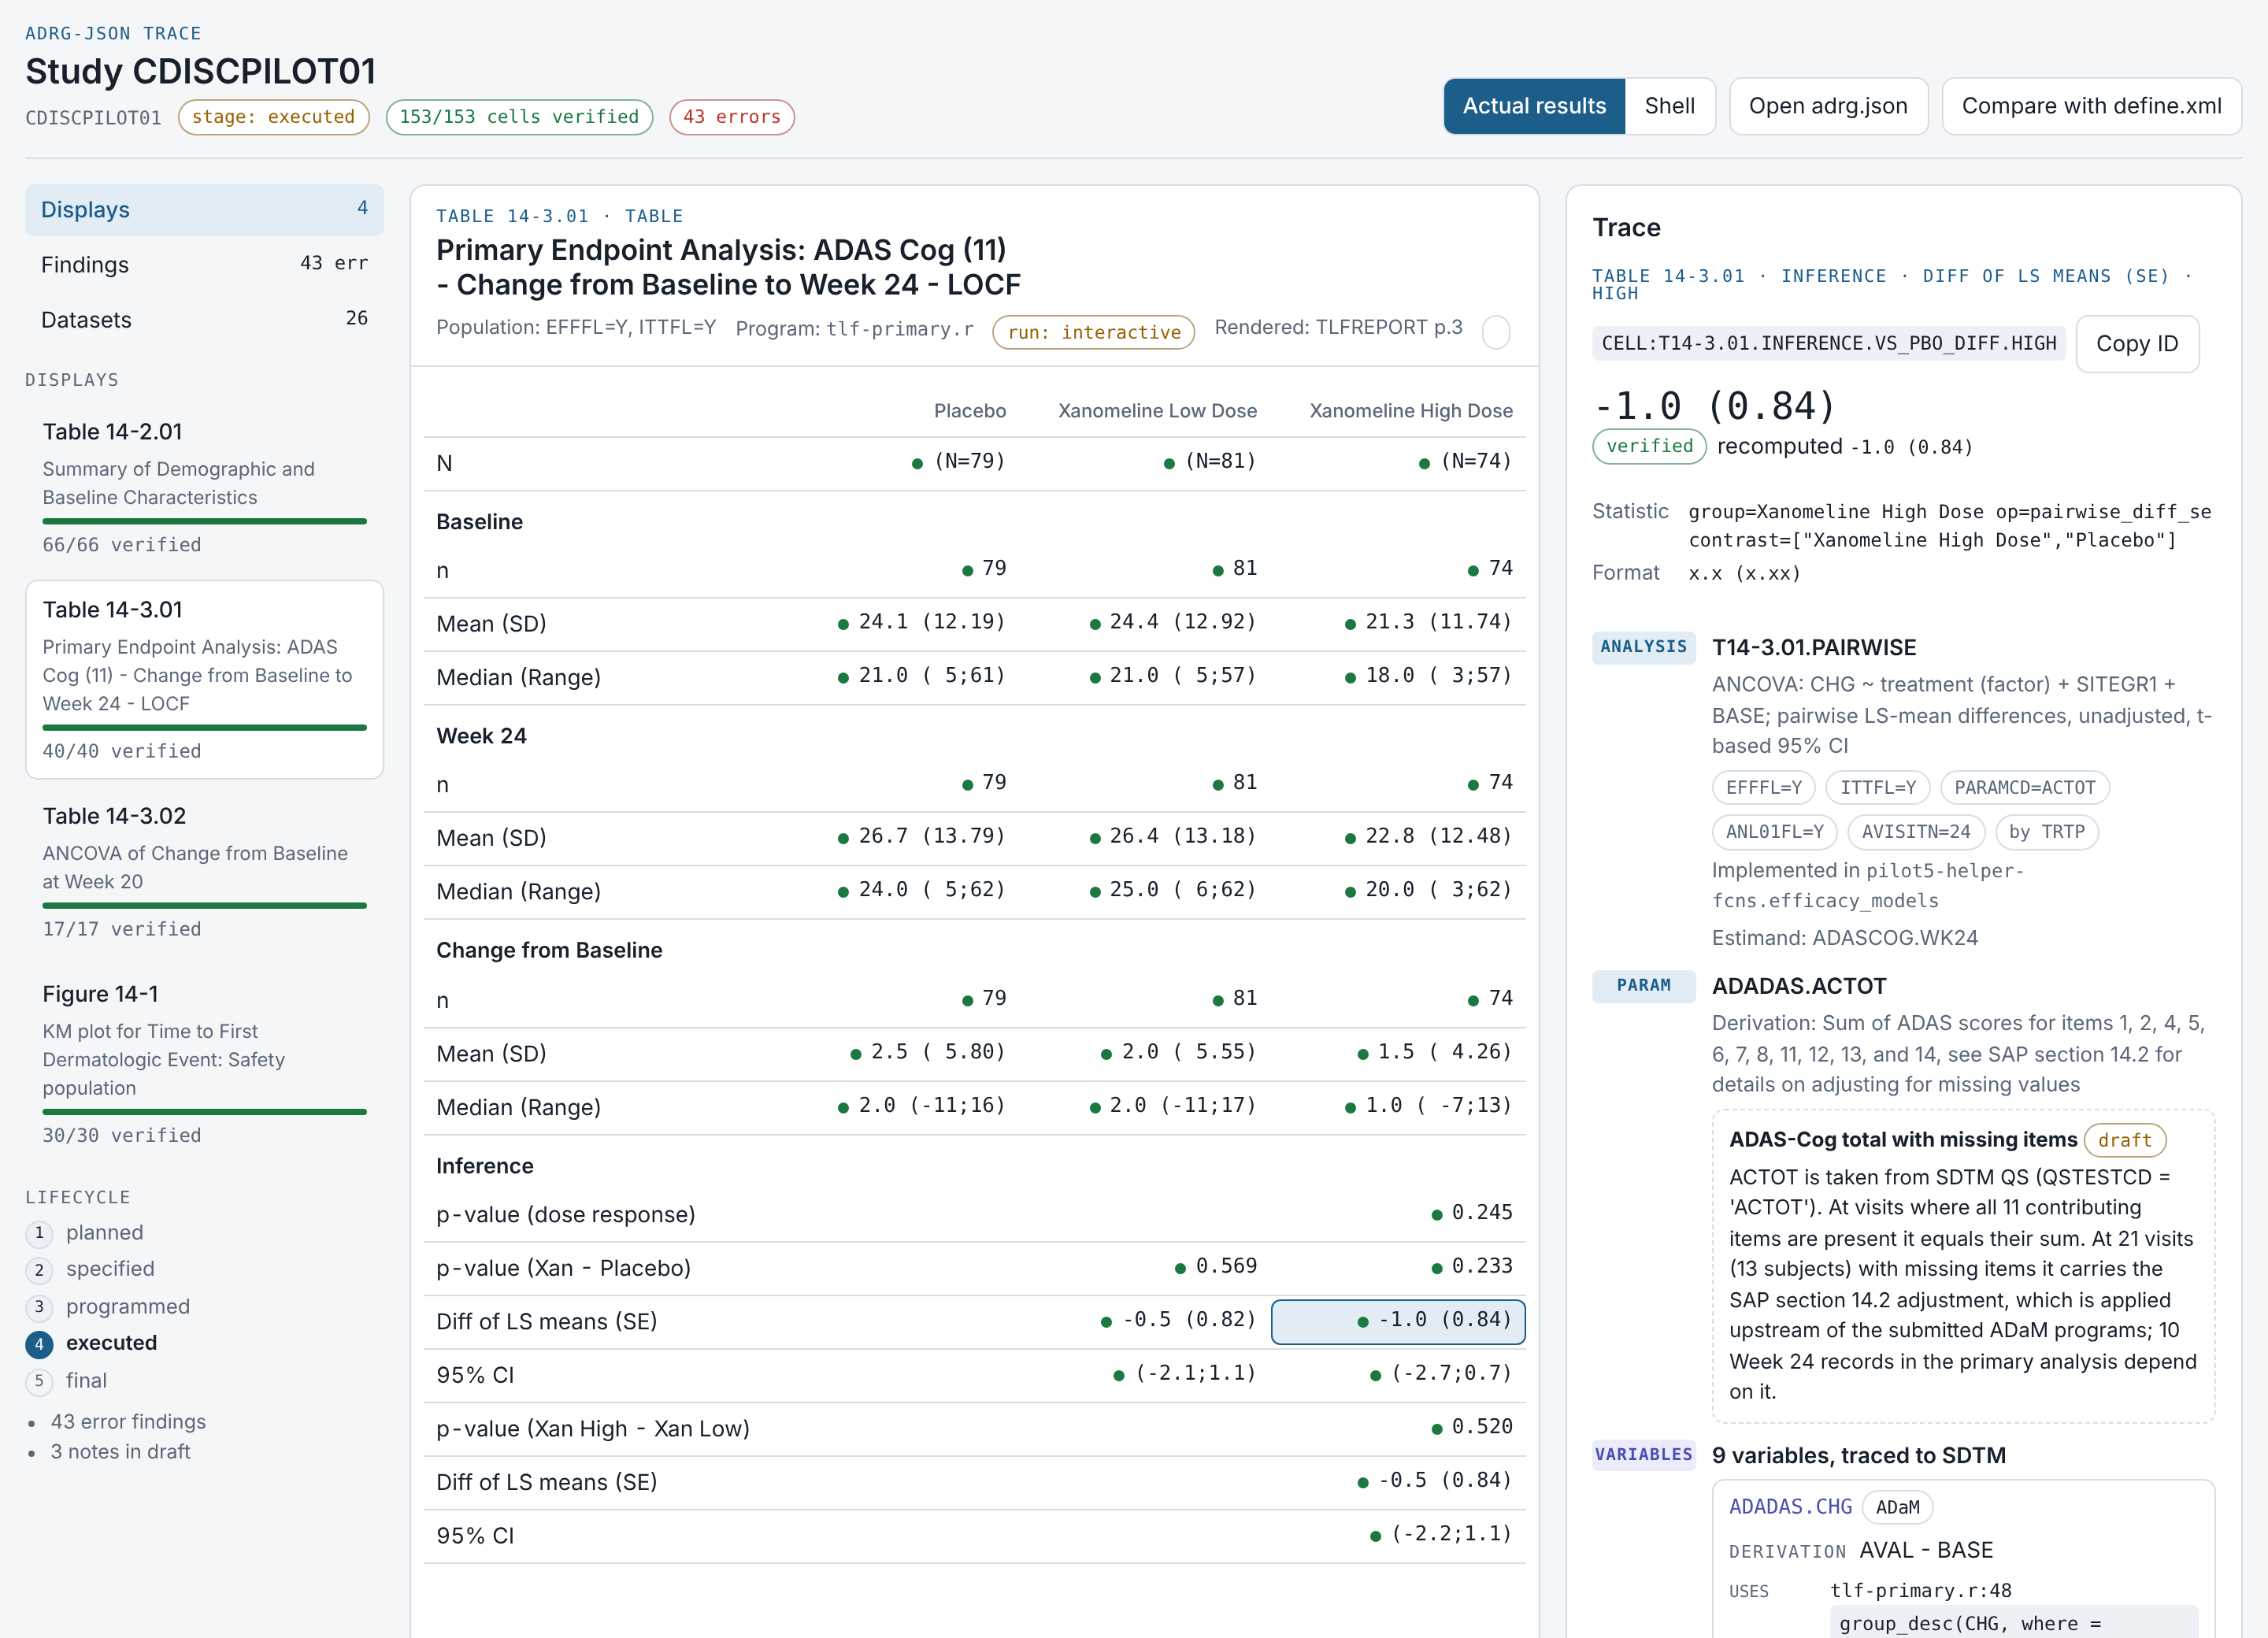 ADRG-JSON TRACE
Study CDISCPILOT01
CDISCPILOT01 stage: executed 153/153 cells verified 43 errors
Actual results Shell Open adrg.json Compare with define.xml
Displays 4
Findings 43 err
Datasets 26
DISPLAYS
Table 14-2.01
Summary of Demographic and
Baseline Characteristics
66/66 verified
Table 14-3.01
Primary Endpoint Analysis: ADAS
Cog (11) - Change from Baseline to
Week 24 - LOCF
40/40 verified
Table 14-3.02
ANCOVA of Change from Baseline
at Week 20
17/17 verified
Figure 14-1
KM plot for Time to First
Dermatologic Event: Safety
population
30/30 verified
LIFECYCLE
1 planned
2 specified
3 programmed
4 executed
5 final
• 43 error findings
• 3 notes in draft
TABLE 14-3.01 · TABLE
Primary Endpoint Analysis: ADAS Cog (11)
- Change from Baseline to Week 24 - LOCF
Population: EFFFL=Y, ITTFL=Y Program: tlf-primary.r run: interactive Rendered: TLFREPORT p.3
Placebo Xanomeline Low Dose Xanomeline High Dose
N (N=79) (N=81) (N=74)
Baseline
n 79 81 74
Mean (SD) 24.1 (12.19) 24.4 (12.92) 21.3 (11.74)
Median (Range) 21.0 ( 5;61) 21.0 ( 5;57) 18.0 ( 3;57)
Week 24
n 79 81 74
Mean (SD) 26.7 (13.79) 26.4 (13.18) 22.8 (12.48)
Median (Range) 24.0 ( 5;62) 25.0 ( 6;62) 20.0 ( 3;62)
Change from Baseline
n 79 81 74
Mean (SD) 2.5 ( 5.80) 2.0 ( 5.55) 1.5 ( 4.26)
Median (Range) 2.0 (-11;16) 2.0 (-11;17) 1.0 ( -7;13)
Inference
p-value (dose response) 0.245
p-value (Xan - Placebo) 0.569 0.233
Diff of LS means (SE) -0.5 (0.82) -1.0 (0.84)
95% CI (-2.1;1.1) (-2.7;0.7)
p-value (Xan High - Xan Low) 0.520
Diff of LS means (SE) -0.5 (0.84)
95% CI (-2.2;1.1)
Trace
TABLE 14-3.01 · INFERENCE · DIFF OF LS MEANS (SE) ·
HIGH
CELL:T14-3.01.INFERENCE.VS_PBO_DIFF.HIGH Copy ID
-1.0 (0.84)
verified recomputed -1.0 (0.84)
Statistic group=Xanomeline High Dose op=pairwise_diff_se
contrast=["Xanomeline High Dose","Placebo"]
Format x.x (x.xx)
ANALYSIS T14-3.01.PAIRWISE
ANCOVA: CHG ~ treatment (factor) + SITEGR1 +
BASE; pairwise LS-mean differences, unadjusted, t-
based 95% CI
EFFFL=Y ITTFL=Y PARAMCD=ACTOT
ANL01FL=Y AVISITN=24 by TRTP
Implemented in pilot5-helper-
fcns.efficacy_models
Estimand: ADASCOG.WK24
PARAM ADADAS.ACTOT
Derivation: Sum of ADAS scores for items 1, 2, 4, 5,
6, 7, 8, 11, 12, 13, and 14, see SAP section 14.2 for
details on adjusting for missing values
ADAS-Cog total with missing items draft
ACTOT is taken from SDTM QS (QSTESTCD =
'ACTOT'). At visits where all 11 contributing
items are present it equals their sum. At 21 visits
(13 subjects) with missing items it carries the
SAP section 14.2 adjustment, which is applied
upstream of the submitted ADaM programs; 10
Week 24 records in the primary analysis depend
on it.
VARIABLES 9 variables, traced to SDTM
ADADAS.CHG ADaM
DERIVATION AVAL - BASE
USES tlf-primary.r:48
group_desc(CHG, where =